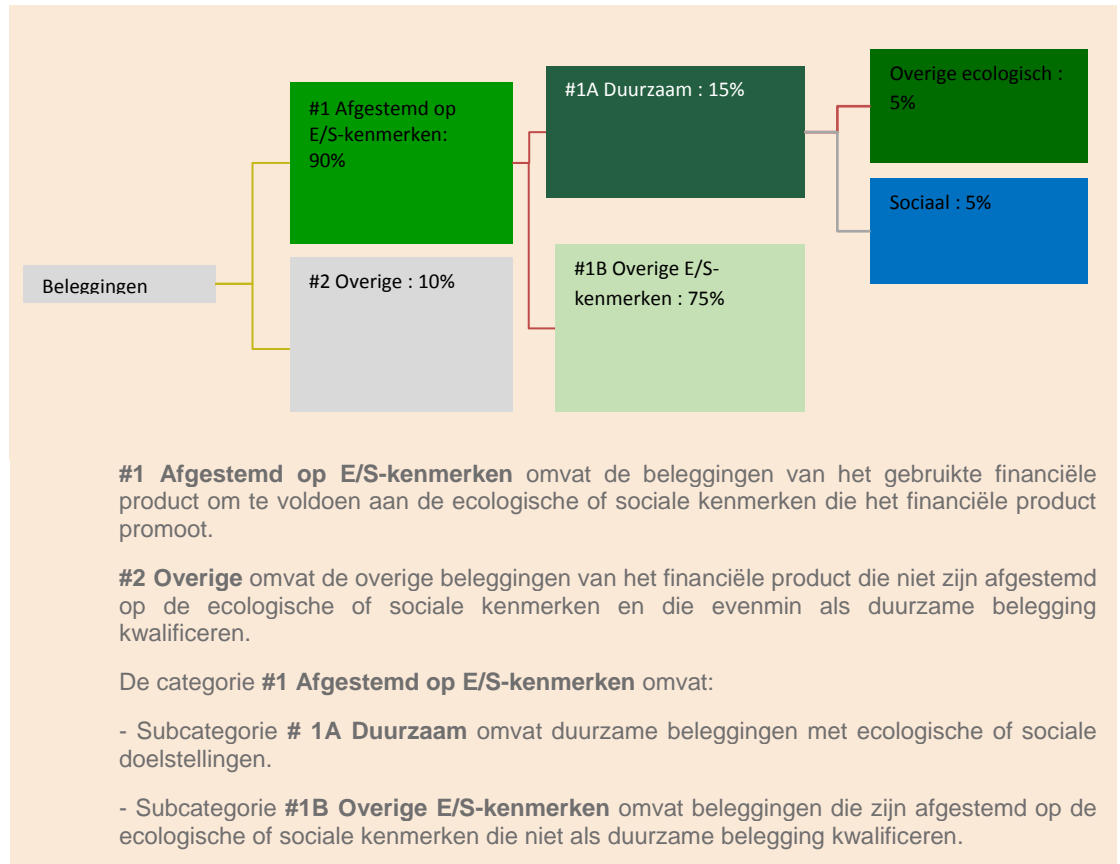 #1 Afgestemd op
E/S-kenmerken:
90%
#1A Duurzaam : 15%
Overige ecologisch :
5%
Sociaal : 5%
Beleggingen
#2 Overige : 10%
#1B Overige E/S-
kenmerken : 75%
#1 Afgestemd op E/S-kenmerken omvat de beleggingen van het gebruikte financiële
product om te voldoen aan de ecologische of sociale kenmerken die het financiële product
promoot.
#2 Overige omvat de overige beleggingen van het financiële product die niet zijn afgestemd
op de ecologische of sociale kenmerken en die evenmin als duurzame belegging
kwalificeren.
De categorie #1 Afgestemd op E/S-kenmerken omvat:
- Subcategorie # 1A Duurzaam omvat duurzame beleggingen met ecologische of sociale
doelstellingen.
- Subcategorie #1B Overige E/S-kenmerken omvat beleggingen die zijn afgestemd op de
ecologische of sociale kenmerken die niet als duurzame belegging kwalificeren.